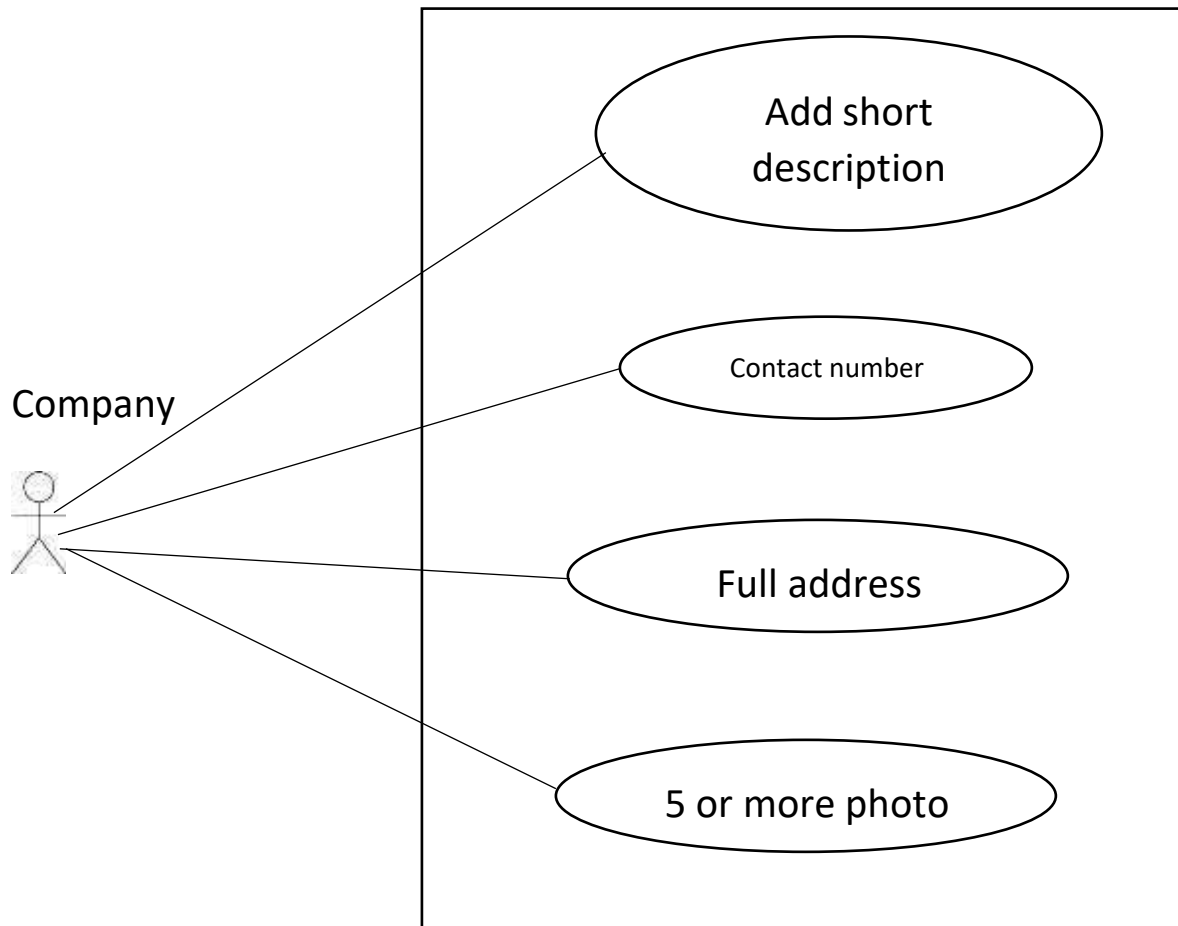 Add short
description
Contact number
Company
Full address
5 or more photo